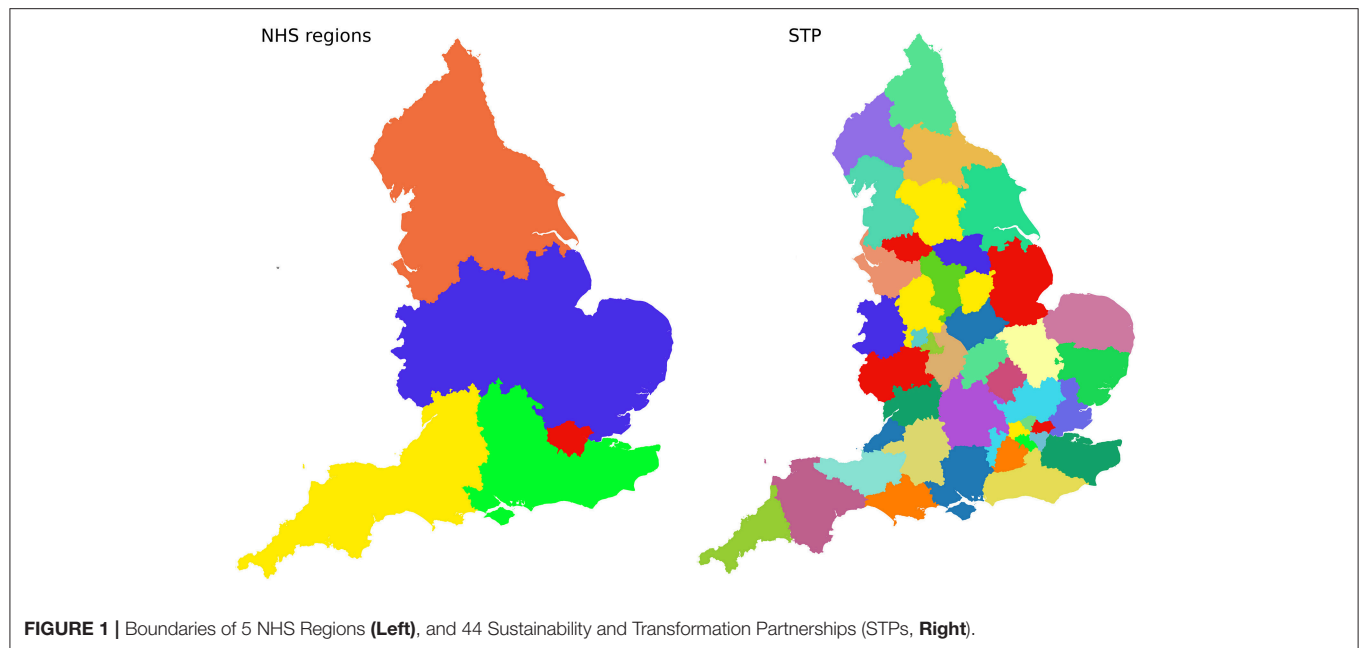 NHS regions
STP
FIGURE 1 | Boundaries of 5 NHS Regions (Left), and 44 Sustainability and Transformation Partnerships (STPs, Right).